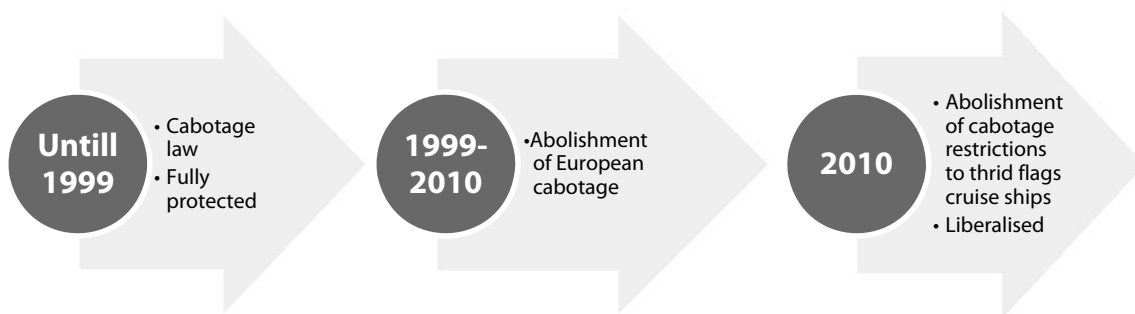 Untill
1999
• Cabotage
law
• Fully
protected
1999-
2010
•Abolishment
of European
cabotage
2010
• Abolishment
of cabotage
restrictions
to thrid flags
cruise ships
• Liberalised